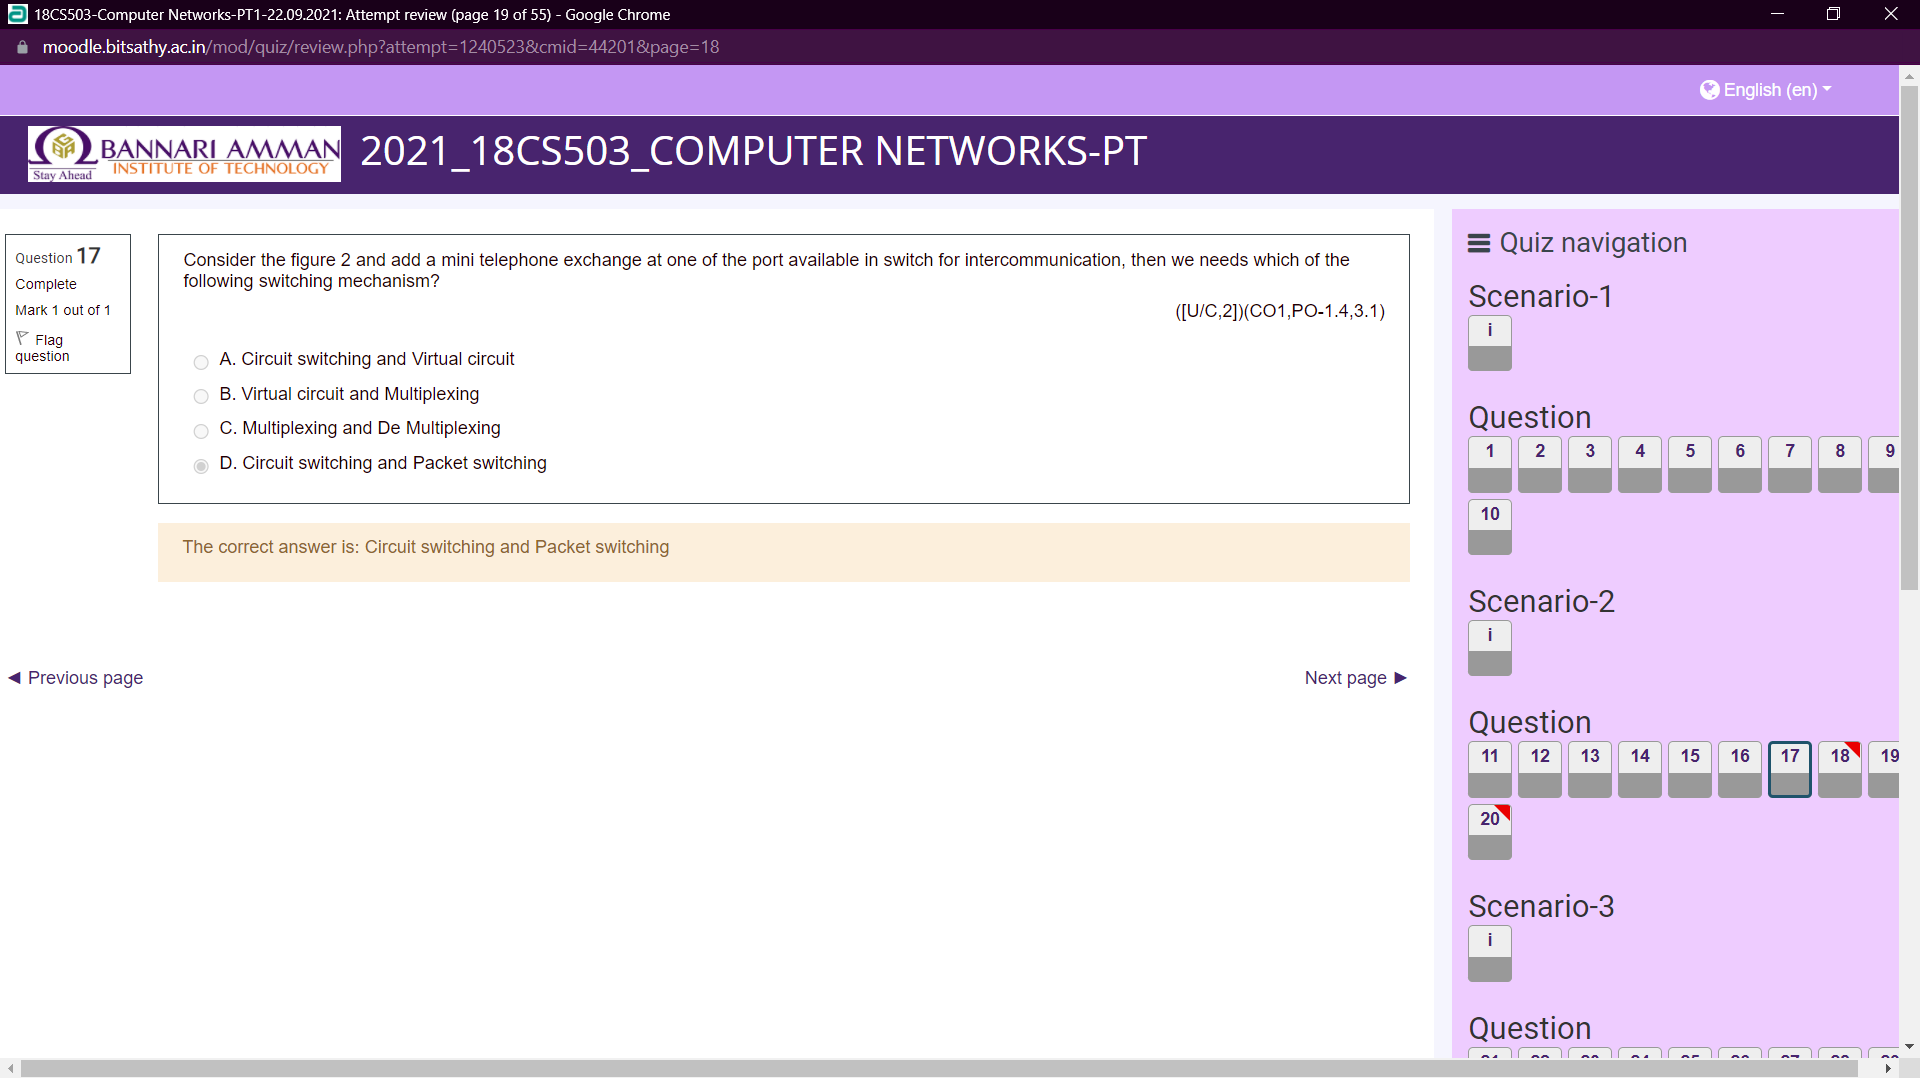 18CS503-Computer Networks-PT1-22.09.2021: Attempt review (page 19 of 55) - Google Chrome
moodle.bitsathy.ac.in/mod/quiz/review.php?attempt=1240523&cmid=44201&page=18
English (en)
BANNARI AMMAN
INSTITUTE OF TECHNOLOGY
Stay Ahead
2021_18CS503_COMPUTER NETWORKS-PT
Question 17
Complete
Mark 1 out of 1
Flag
question
Consider the figure 2 and add a mini telephone exchange at one of the port available in switch for intercommunication, then we needs which of the
following switching mechanism?
([U/C,2])(CO1,PO-1.4,3.1)
A. Circuit switching and Virtual circuit
B. Virtual circuit and Multiplexing
C. Multiplexing and De Multiplexing
D. Circuit switching and Packet switching
The correct answer is: Circuit switching and Packet switching
◄ Previous page
Next page ►
Quiz navigation
Scenario-1
i
Question
1 2 3 4 5 6 7 8 9
10
Scenario-2
i
Question
11 12 13 14 15 16 17 18 19
20
Scenario-3
i
Question